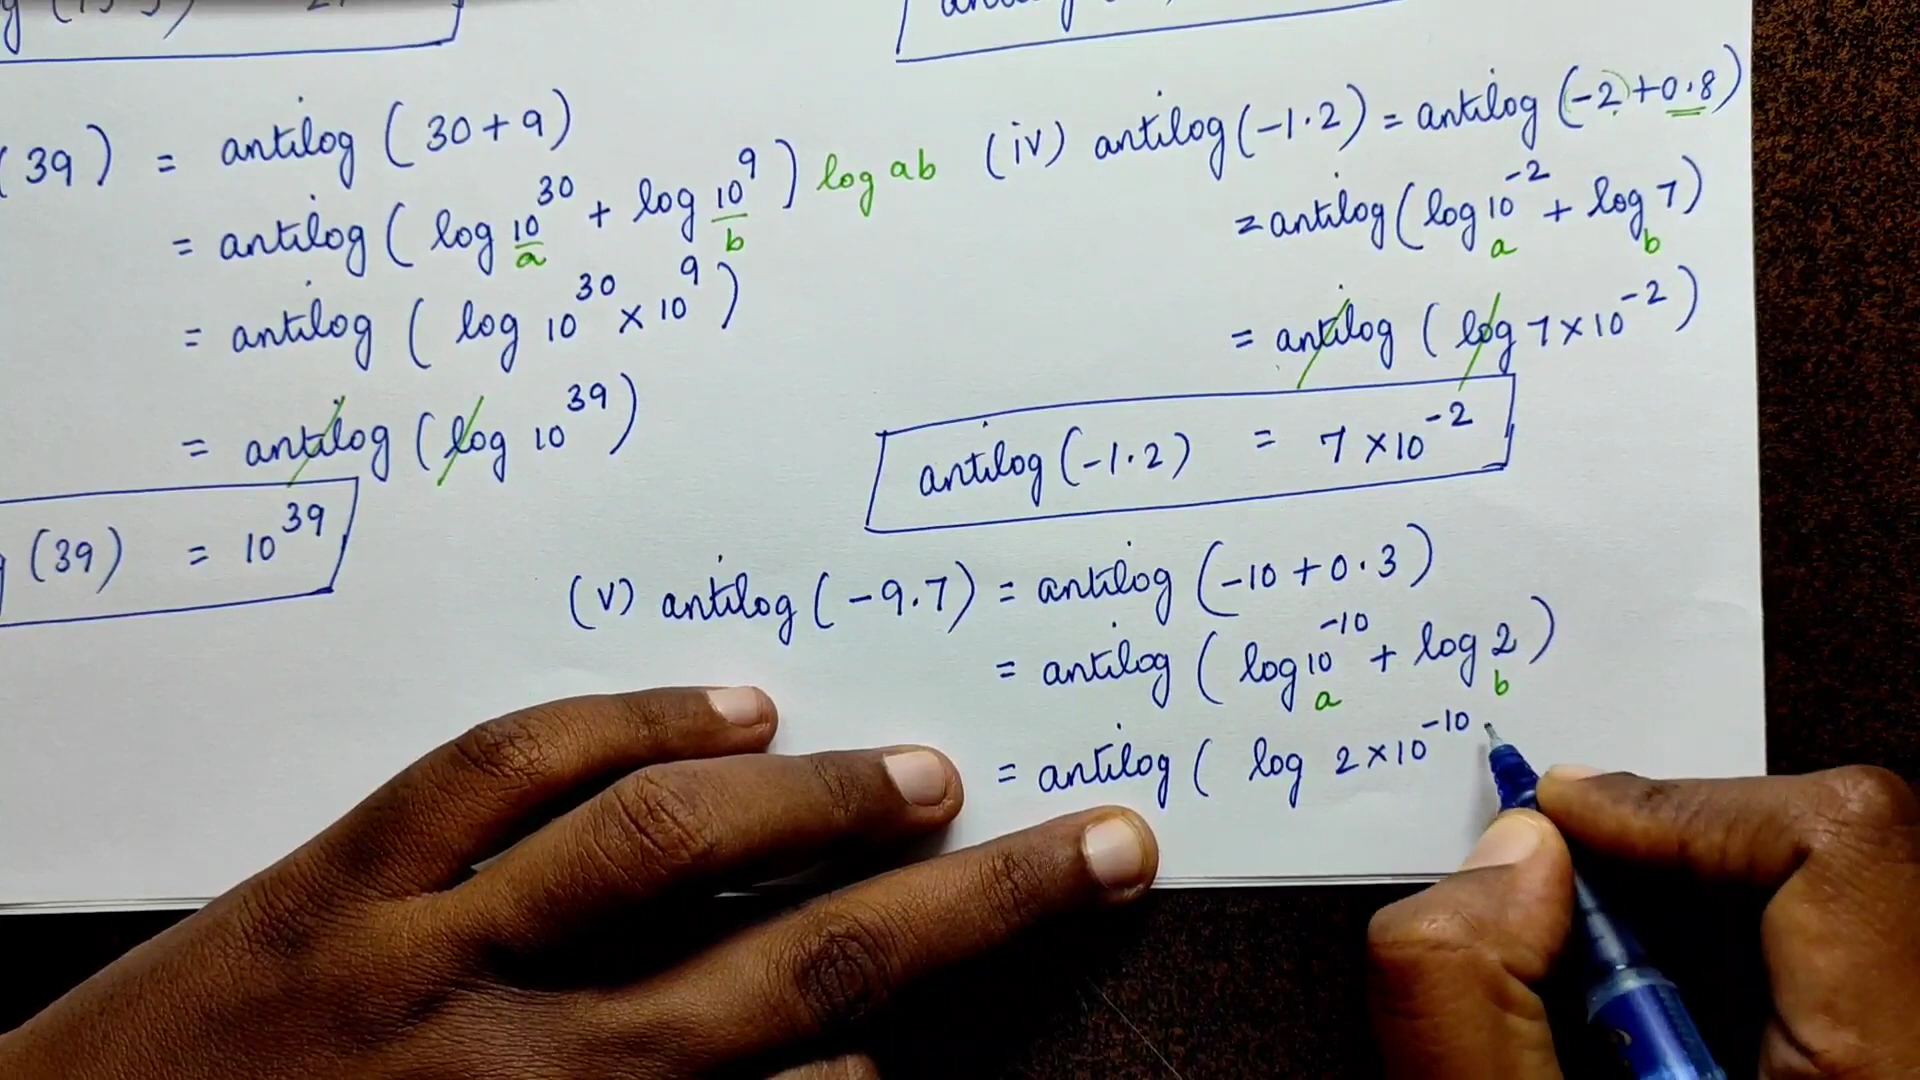 (39) = antilog (30+9)
= antilog (log 10^30 + log 10^9) log ab
a b
= antilog (log 10^30 × 10^9)
= antilog (log 10^39)
(39) = 10^39
(iv) antilog (-1.2) = antilog (-2+0.8)
= antilog (log 10^-2 + log 7)
a b
= antilog (log 7×10^-2)
antilog (-1.2) = 7×10^-2
(v) antilog (-9.7) = antilog (-10+0.3)
= antilog (log 10^-10 + log 2)
a b
= antilog ( log 2×10^-10